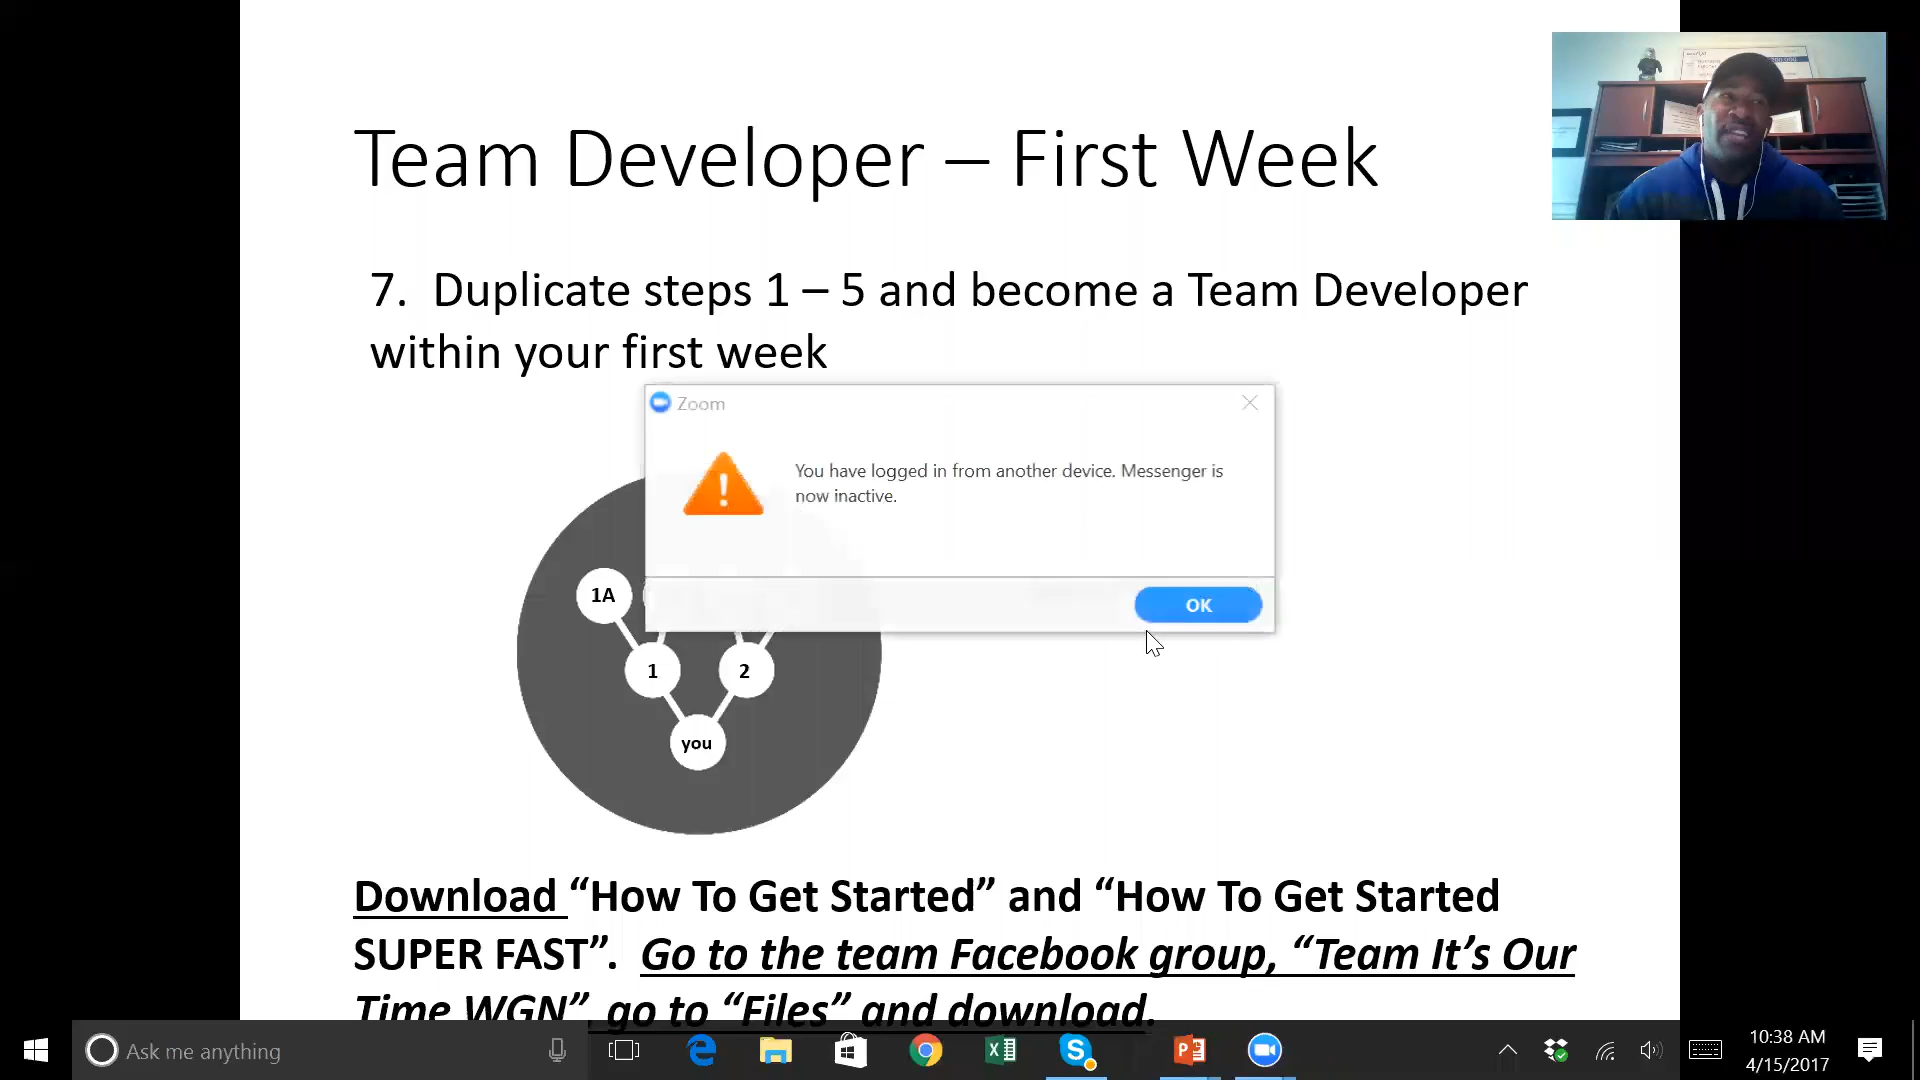 Team Developer – First Week
7. Duplicate steps 1 – 5 and become a Team Developer
within your first week
Zoom
You have logged in from another device. Messenger is
now inactive.
OK
1A
1
2
you
Download “How To Get Started” and “How To Get Started
SUPER FAST”. Go to the team Facebook group, “Team It’s Our
Time WGN”, go to “Files” and download.
Ask me anything
10:38 AM
4/15/2017